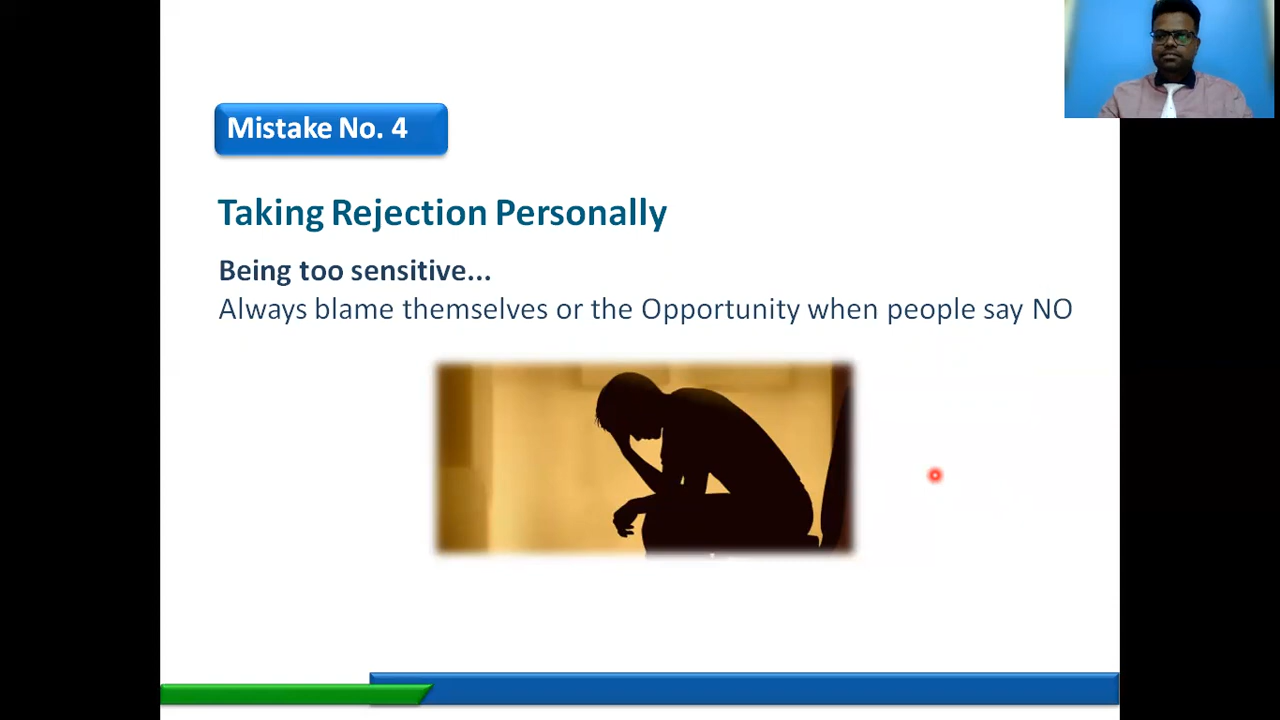 Mistake No. 4
Taking Rejection Personally
Being too sensitive...
Always blame themselves or the Opportunity when people say NO